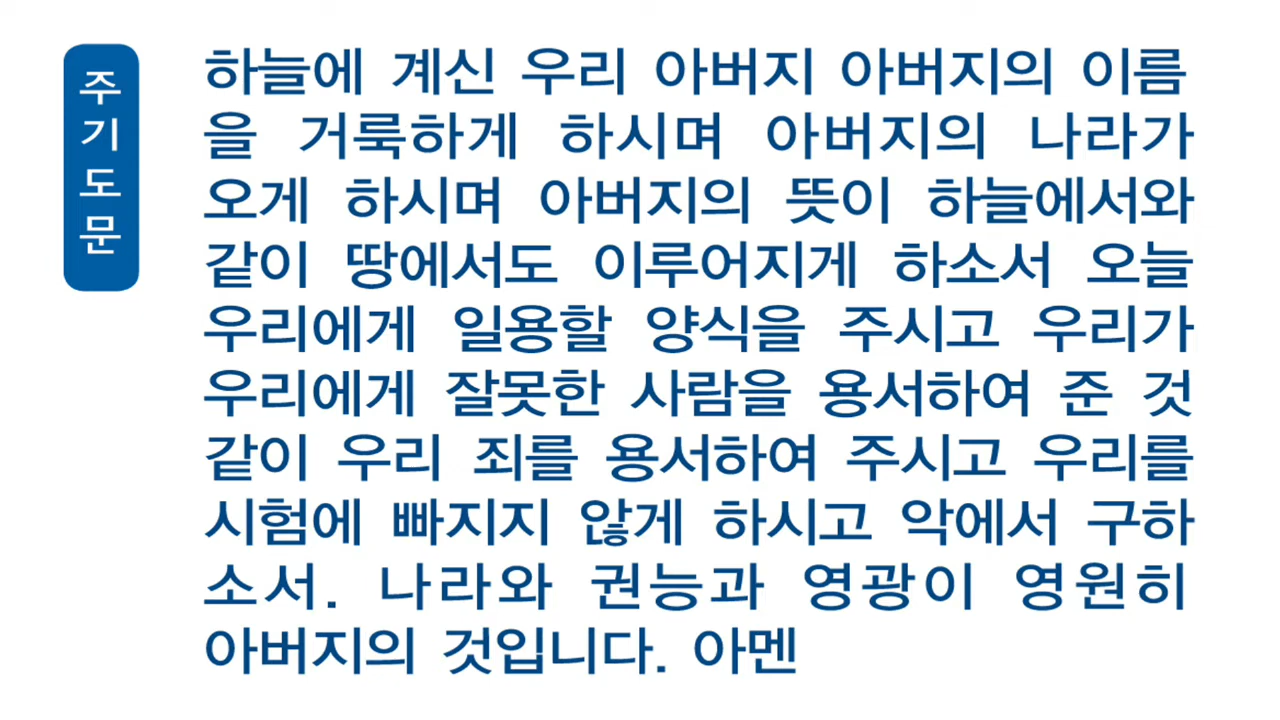 주기도문
하늘에 계신 우리 아버지 아버지의 이름
을 거룩하게 하시며 아버지의 나라가
오게 하시며 아버지의 뜻이 하늘에서와
같이 땅에서도 이루어지게 하소서 오늘
우리에게 일용할 양식을 주시고 우리가
우리에게 잘못한 사람을 용서하여 준 것
같이 우리 죄를 용서하여 주시고 우리를
시험에 빠지지 않게 하시고 악에서 구하
소서. 나라와 권능과 영광이 영원히
아버지의 것입니다. 아멘